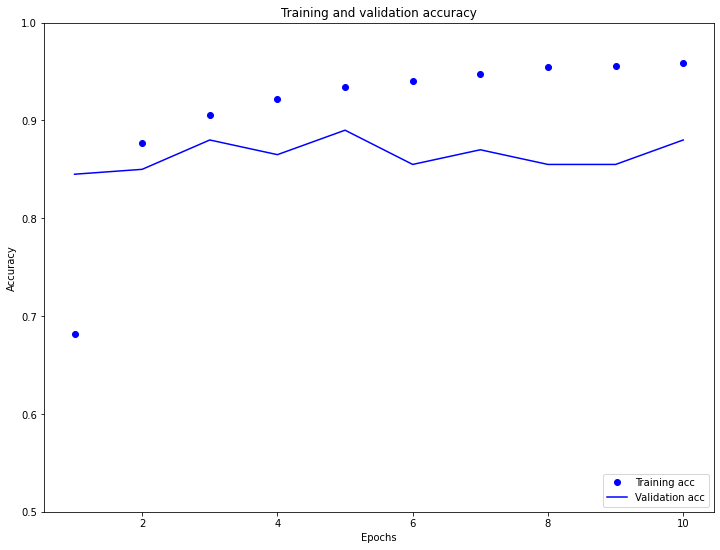 Training and validation accuracy
1.0
0.9
0.8
0.7
0.6
0.5
Accuracy
2
4
6
8
10
Epochs
Training acc
Validation acc